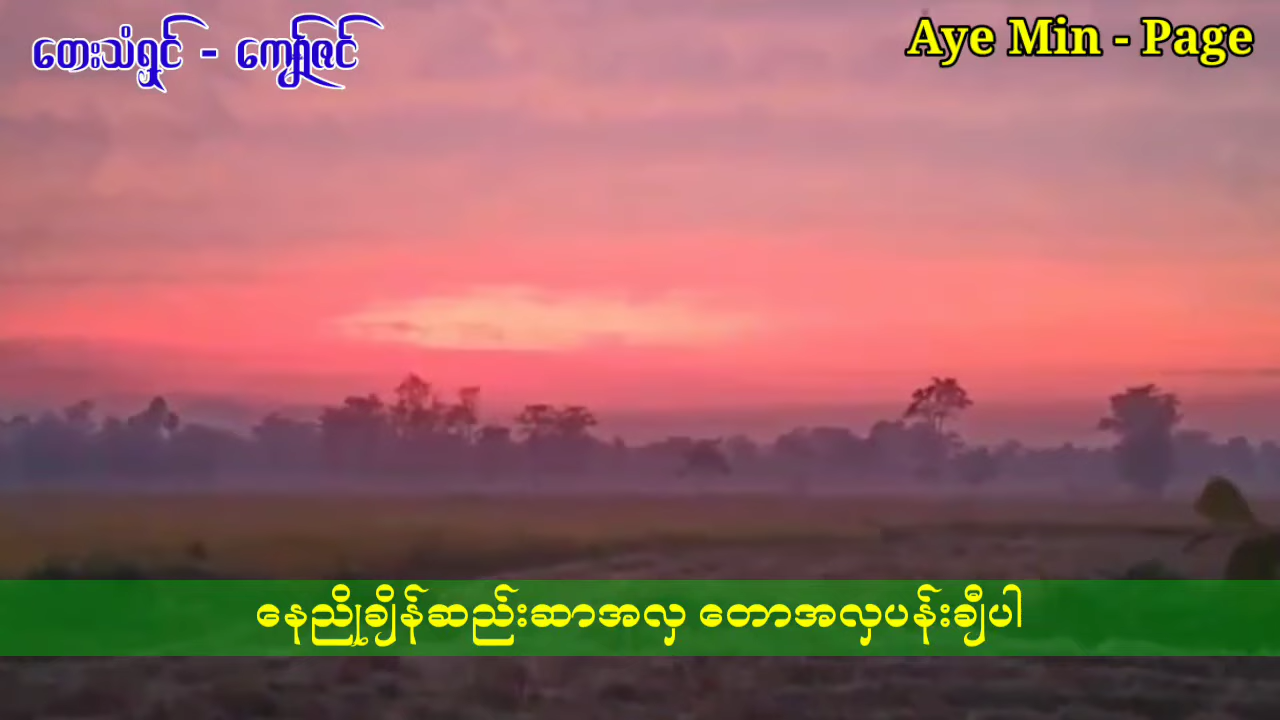 တေးသံရှင် - ကျော်ဇင်
Aye Min - Page
နေညိုချိန်ဆည်းဆာအလှ တောအလှပန်းချီပါ